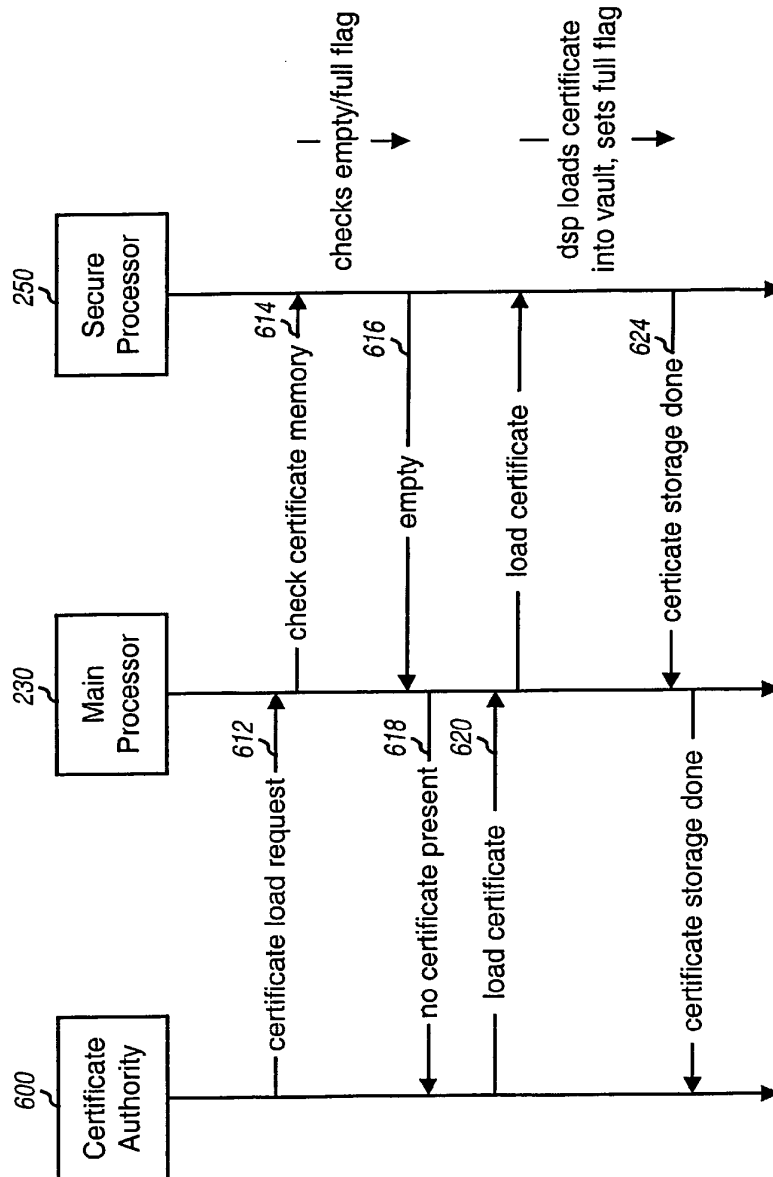 600
Certificate
Authority
230
Main
Processor
250
Secure
Processor
certificate load request
612
check certificate memory
614
checks empty/full flag
empty
616
no certificate present
618
load certificate
620
load certificate
dsp loads certificate
into vault, sets full flag
certicate storage done
624
certificate storage done